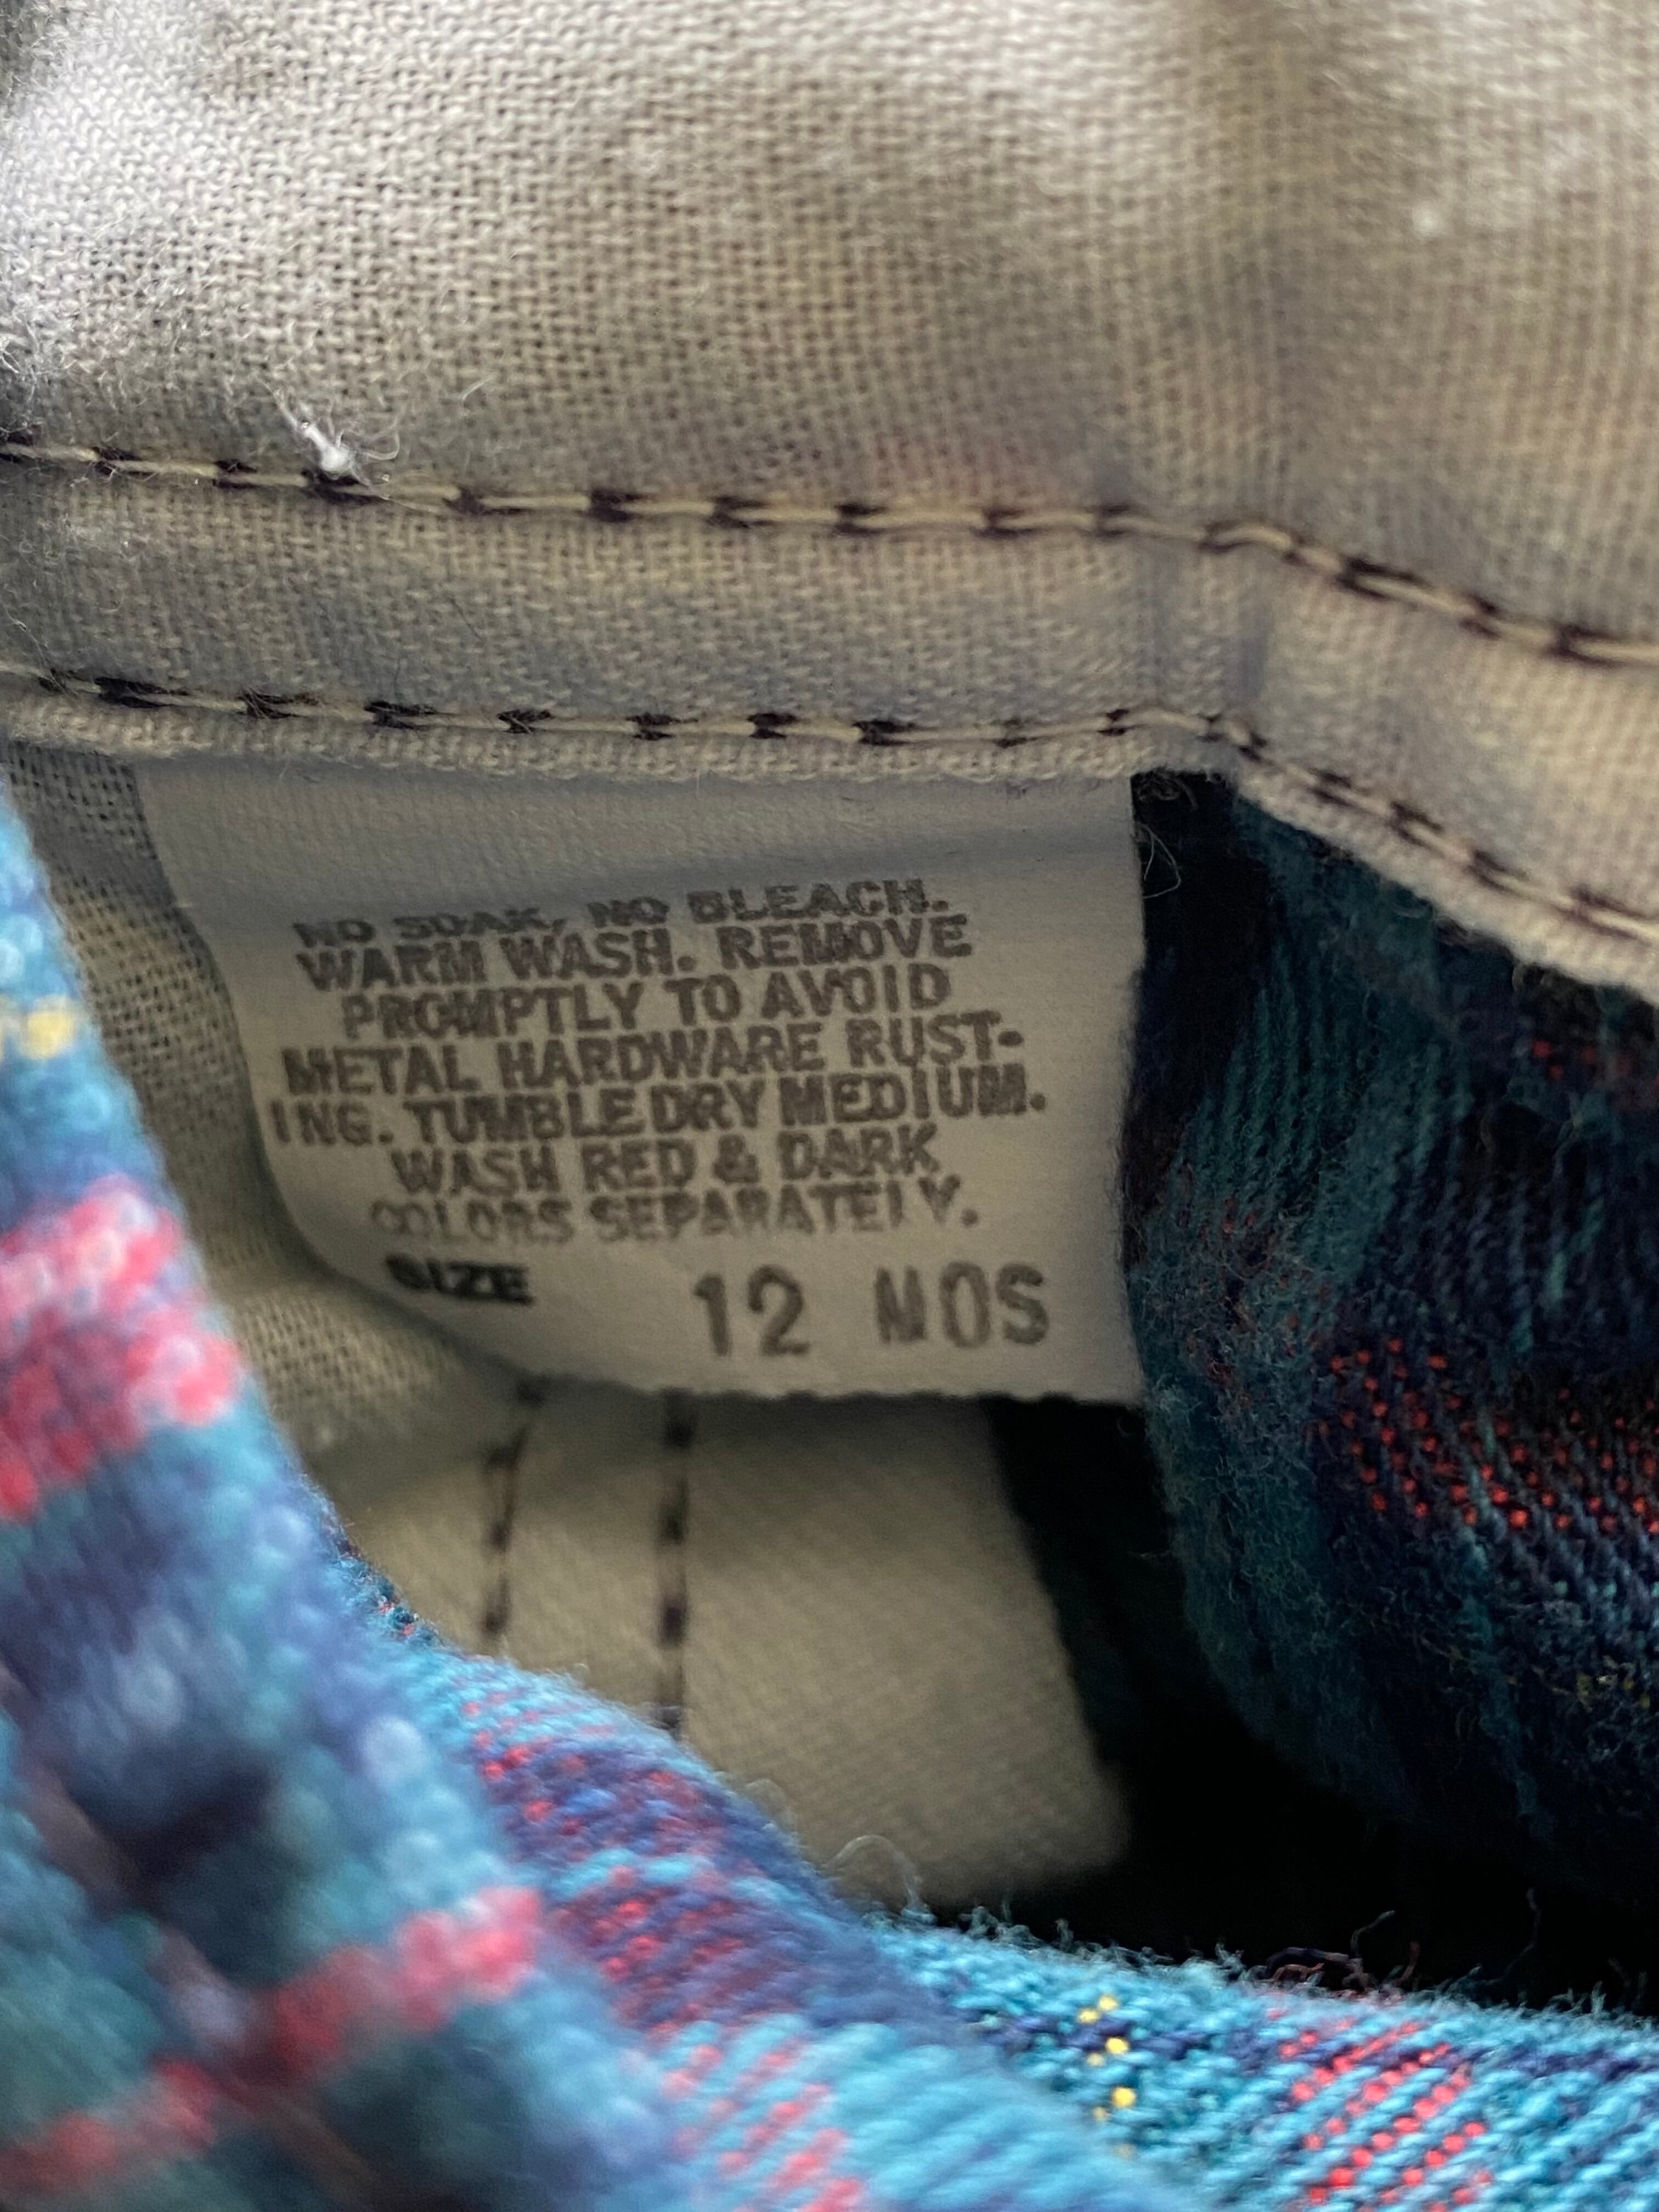 NO SOAK, NO BLEACH.
WARM WASH. REMOVE
PROMPTLY TO AVOID
METAL HARDWARE RUST-
ING. TUMBLE DRY MEDIUM.
WASH RED & DARK
COLORS SEPARATELY.
SIZE 12 MOS